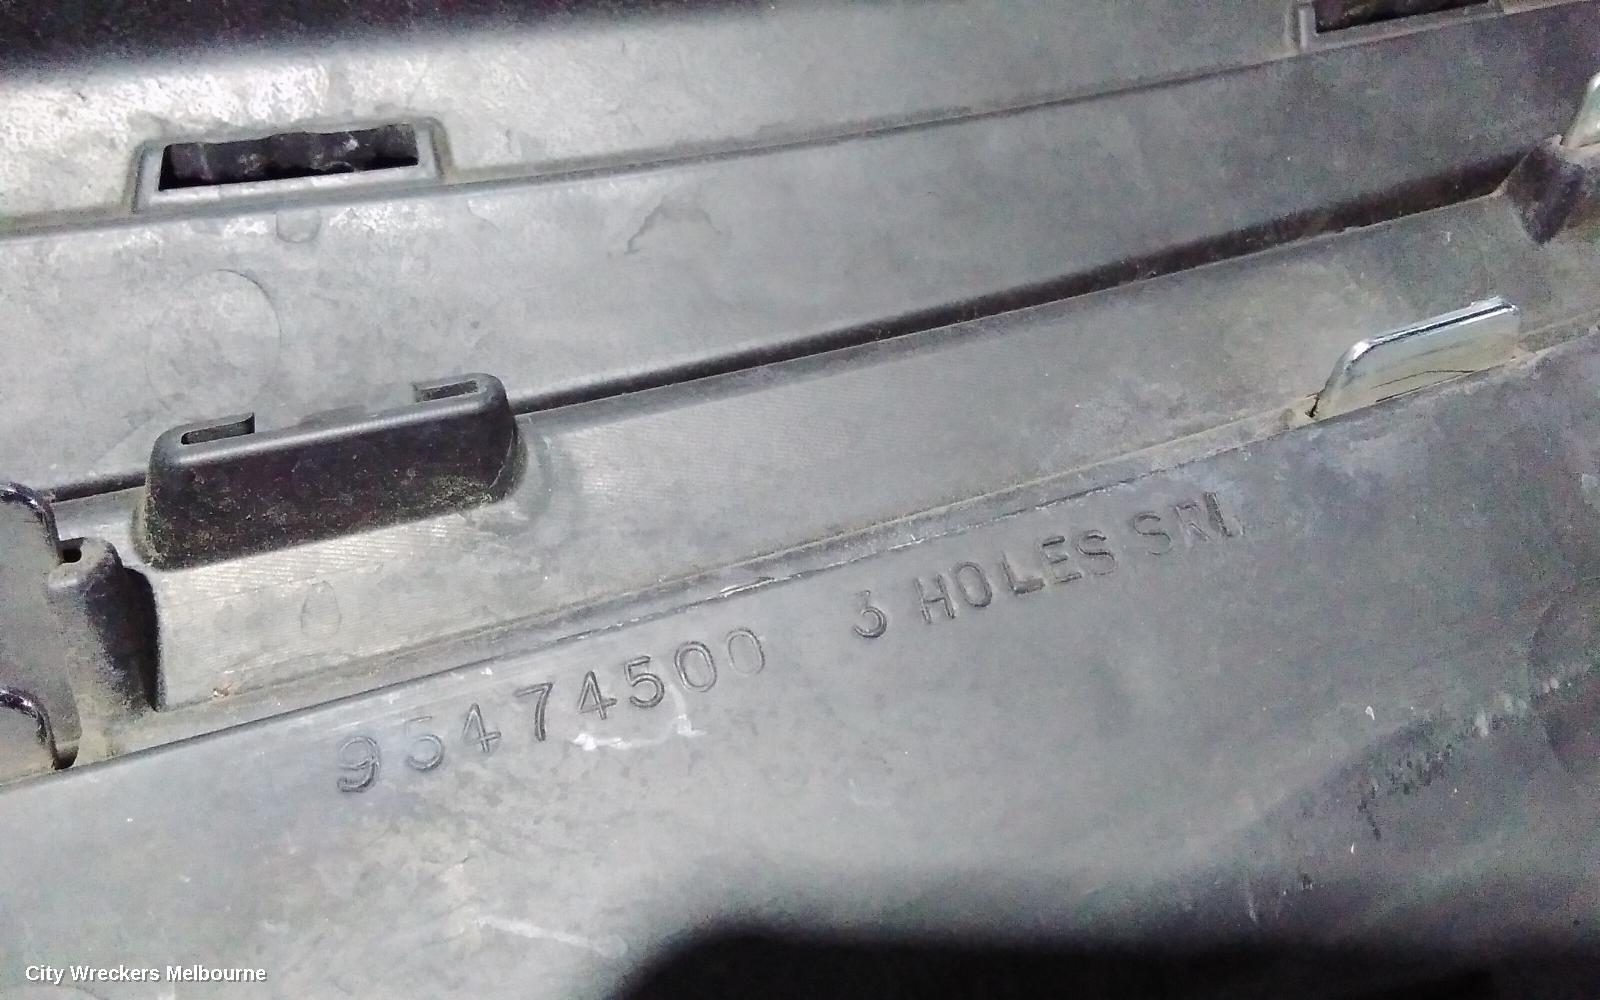 95474500 3 HOLES SRL
City Wreckers Melbourne